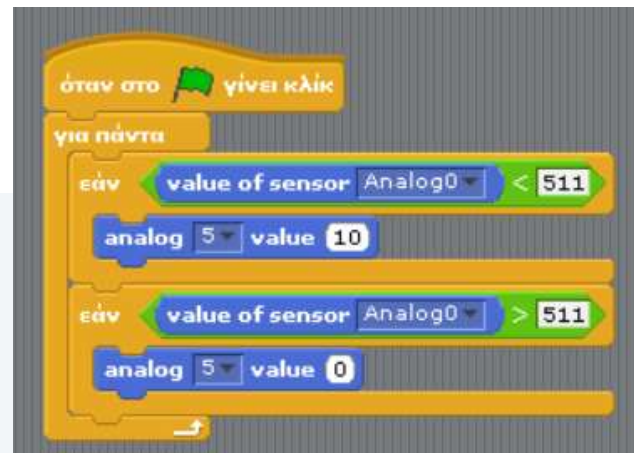 όταν στο γίνει κλίκ
για πάντα
εάν value of sensor Analog0 < 511
analog 5 value 10
εάν value of sensor Analog0 > 511
analog 5 value 0